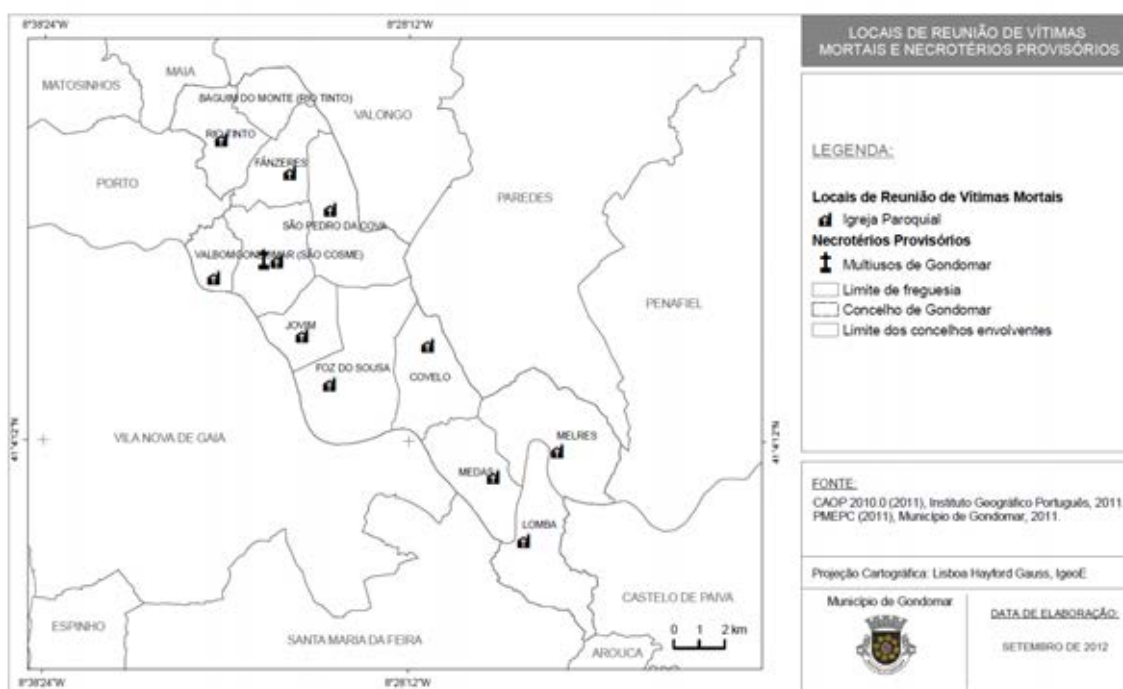 8°38'24"W
8°28'12"W
MATOSINHOS
MAIA
BAGUIM DO MONTE (RIO TINTO)
VALONGO
RIO TINTO
FÂNZERES
PORTO
PAREDES
SÃO PEDRO DA COVA
VALBOM
GONDOMAR (SÃO COSME)
PENAFIEL
JOVIM
FOZ DO SOUSA
COVELO
41°4'12"N
41°4'12"N
VILA NOVA DE GAIA
MELRES
MEDAS
LOMBA
CASTELO DE PAIVA
ESPINHO
SANTA MARIA DA FEIRA
AROUCA
0 1 2 km
8°38'24"W
8°28'12"W
LOCAIS DE REUNIÃO DE VÍTIMAS
MORTAIS E NECROTÉRIOS PROVISÓRIOS
LEGENDA:
Locais de Reunião de Vítimas Mortais
Igreja Paroquial
Necrotérios Provisórios
Multiusos de Gondomar
Limite de freguesia
Concelho de Gondomar
Limite dos concelhos envolventes
FONTE:
CAOP 2010.0 (2011), Instituto Geográfico Português, 2011.
PMEPC (2011), Município de Gondomar, 2011.
Projeção Cartográfica: Lisboa Hayford Gauss, IgeoE
Município de Gondomar
DATA DE ELABORAÇÃO:
SETEMBRO DE 2012